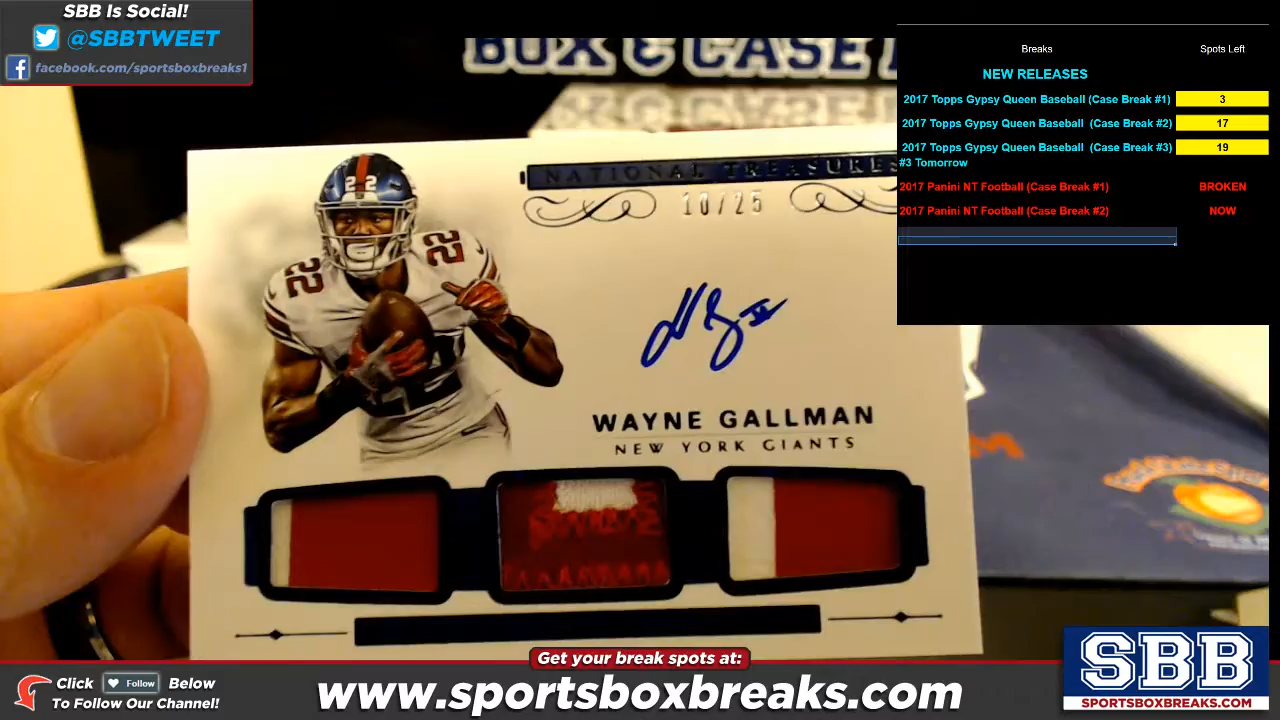 SBB Is Social!
@SBBTWEET
facebook.com/sportsboxbreaks1
BOX & CASE
Breaks Spots Left
NEW RELEASES
2017 Topps Gypsy Queen Baseball (Case Break #1) 3
2017 Topps Gypsy Queen Baseball (Case Break #2) 17
2017 Topps Gypsy Queen Baseball (Case Break #3) 19
#3 Tomorrow
2017 Panini NT Football (Case Break #1) BROKEN
2017 Panini NT Football (Case Break #2) NOW
NATIONAL TREASURES
10/25
22
22
22
WAYNE GALLMAN
NEW YORK GIANTS
Get your break spots at:
Click Follow Below
To Follow Our Channel!
www.sportsboxbreaks.com
SBB
SPORTSBOXBREAKS.COM